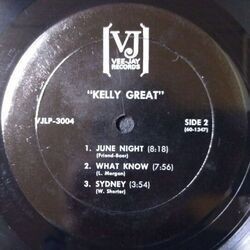 VJ
VEE-JAY
RECORDS
"KELLY GREAT"
VJLP-3004
SIDE 2
(60-1347)
1. JUNE NIGHT (8:18)
(Friend-Baer)
2. WHAT KNOW (7:56)
(L. Morgan)
3. SYDNEY (3:54)
(W. Shorter)